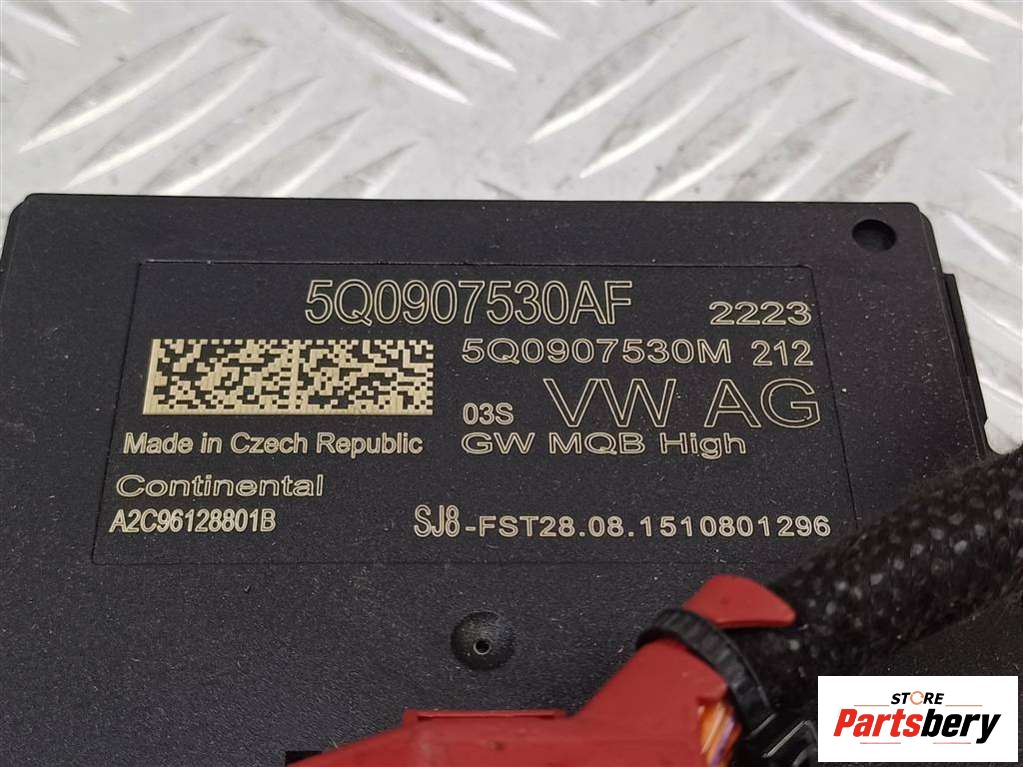 5Q0907530AF 2223
5Q0907530M 212
03S VW AG
Made in Czech Republic GW MQB High
Continental
A2C96128801B SJ8-FST28.08.1510801296
STORE
Partsbery